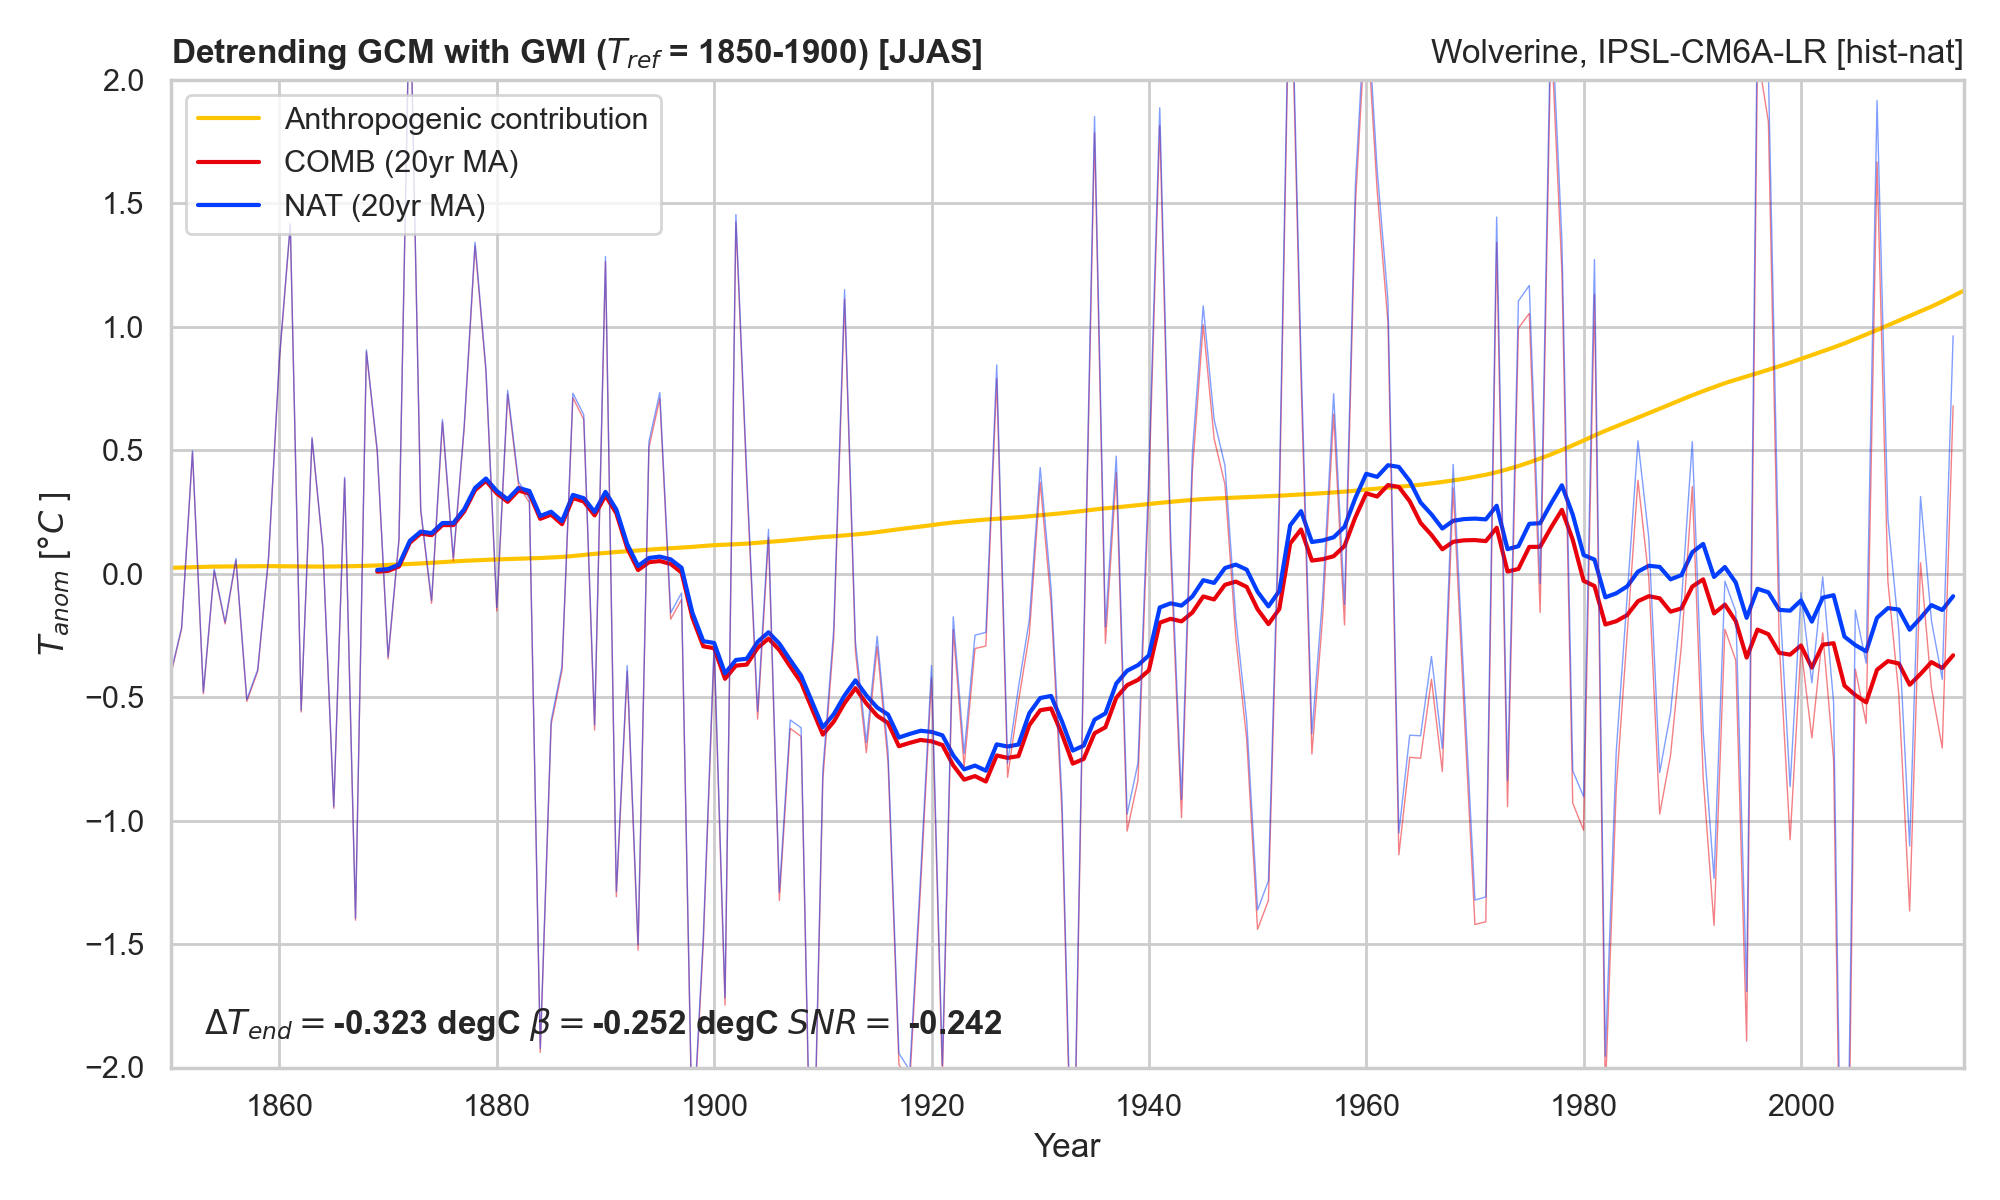 Detrending GCM with GWI (T_ref = 1850-1900) [JJAS]
Wolverine, IPSL-CM6A-LR [hist-nat]
Anthropogenic contribution
COMB (20yr MA)
NAT (20yr MA)
2.0
1.5
1.0
0.5
0.0
−0.5
−1.0
−1.5
−2.0
T_anom [°C ]
ΔT_end = -0.323 degC β = -0.252 degC SNR = -0.242
1860 1880 1900 1920 1940 1960 1980 2000
Year